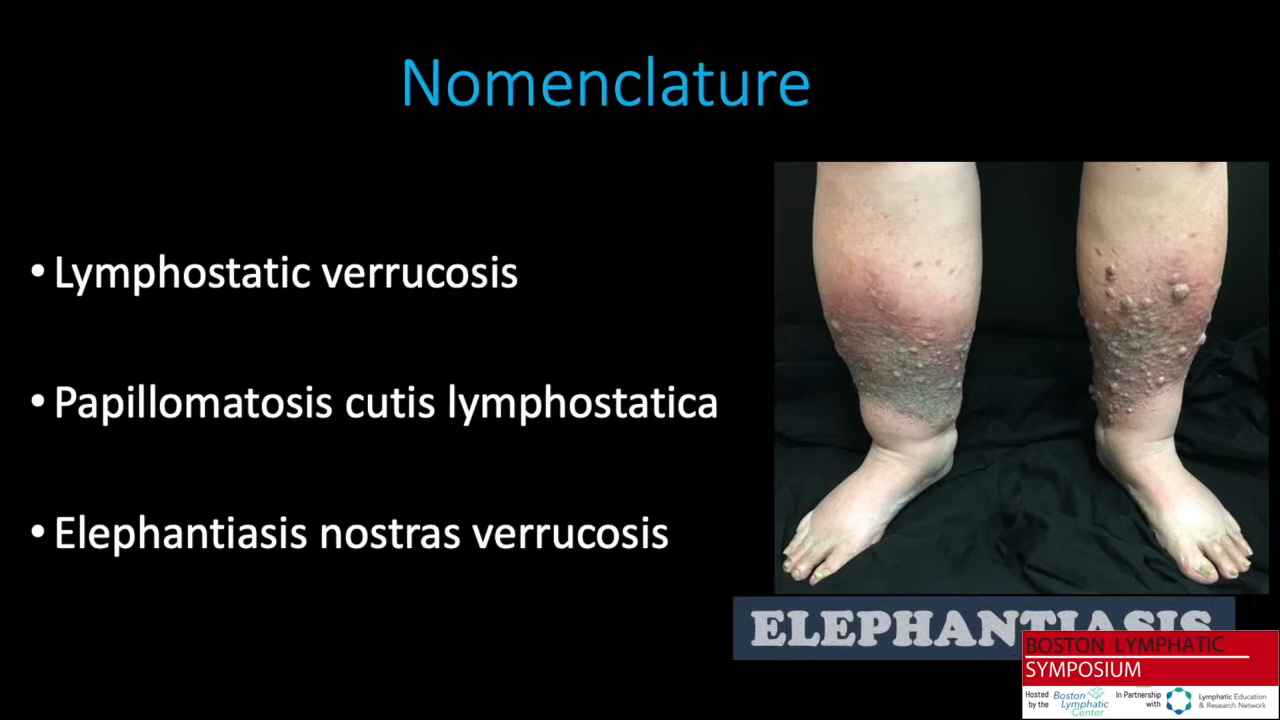 Nomenclature
• Lymphostatic verrucosis
• Papillomatosis cutis lymphostatica
• Elephantiasis nostras verrucosis
ELEPHANTIASIS
BOSTON LYMPHATIC
SYMPOSIUM
Hosted by the
Boston Lymphatic Center
In Partnership with
Lymphatic Education & Research Network